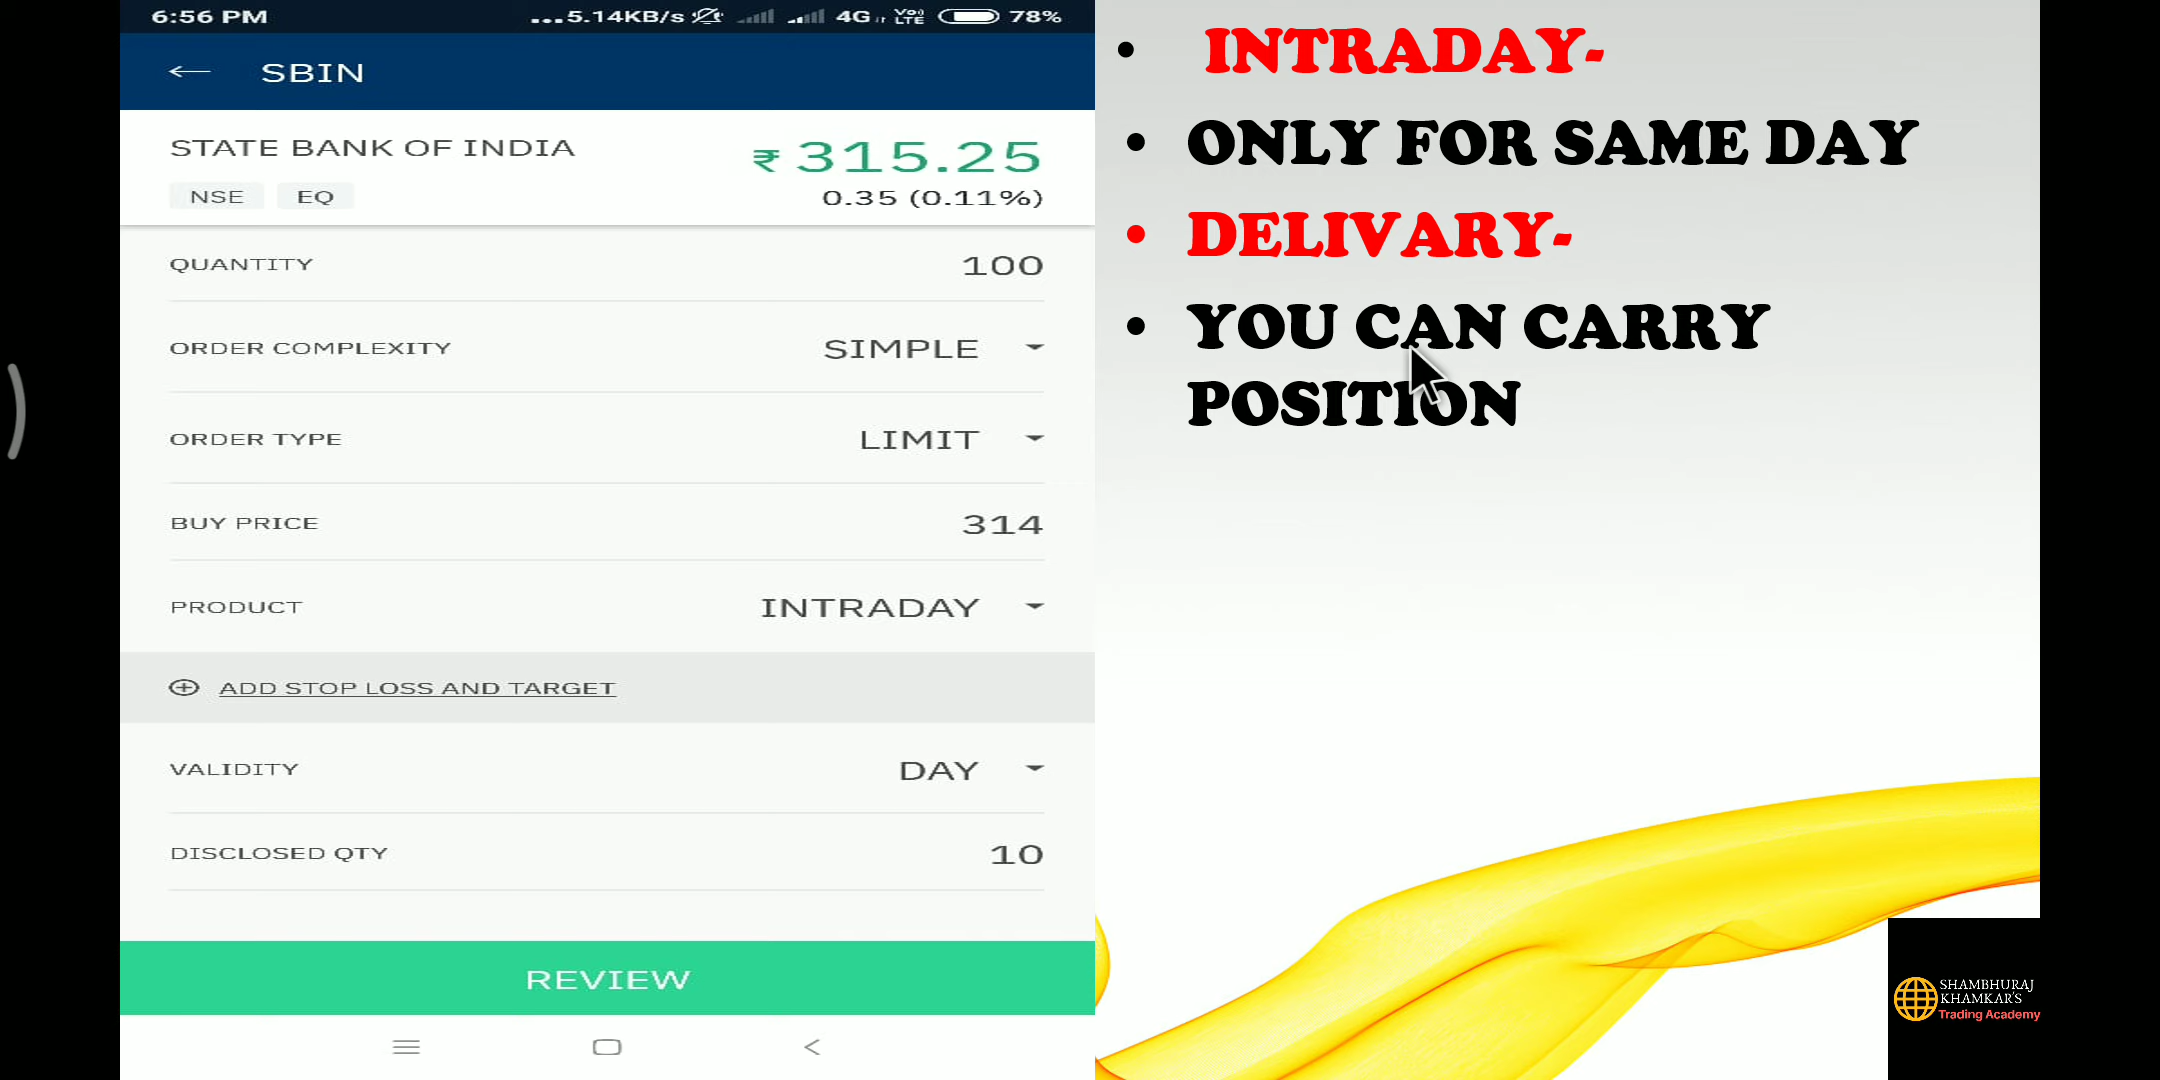 6:56 PM ...5.14KB/s 4G VoLTE 78%
SBIN
STATE BANK OF INDIA
₹ 315.25
NSE EQ
0.35 (0.11%)
QUANTITY 100
ORDER COMPLEXITY SIMPLE
ORDER TYPE LIMIT
BUY PRICE 314
PRODUCT INTRADAY
ADD STOP LOSS AND TARGET
VALIDITY DAY
DISCLOSED QTY 10
REVIEW
• INTRADAY-
• ONLY FOR SAME DAY
• DELIVARY-
• YOU CAN CARRY
POSITION
SHAMBHURAJ
KHAMKAR'S
Trading Academy